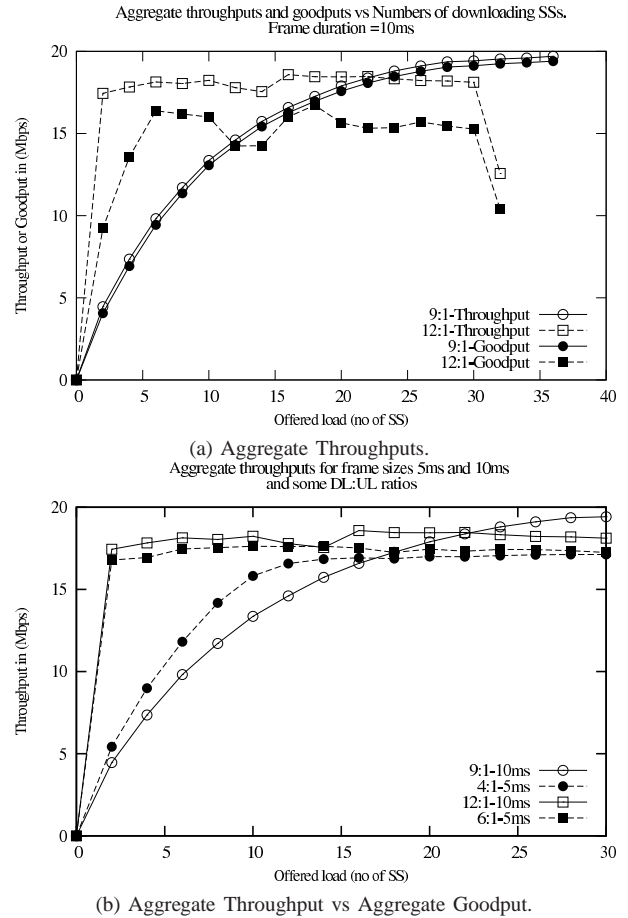 Aggregate throughputs and goodputs vs Numbers of downloading SSs.
Frame duration =10ms
Throughput or Goodput in (Mbps)
20
15
10
5
0
9:1-Throughput
12:1-Throughput
9:1-Goodput
12:1-Goodput
0 5 10 15 20 25 30 35 40
Offered load (no of SS)
(a) Aggregate Throughputs.
Aggregate throughputs for frame sizes 5ms and 10ms
and some DL:UL ratios
Throughput in (Mbps)
20
15
10
5
0
9:1-10ms
4:1-5ms
12:1-10ms
6:1-5ms
0 5 10 15 20 25 30
Offered load (no of SS)
(b) Aggregate Throughput vs Aggregate Goodput.